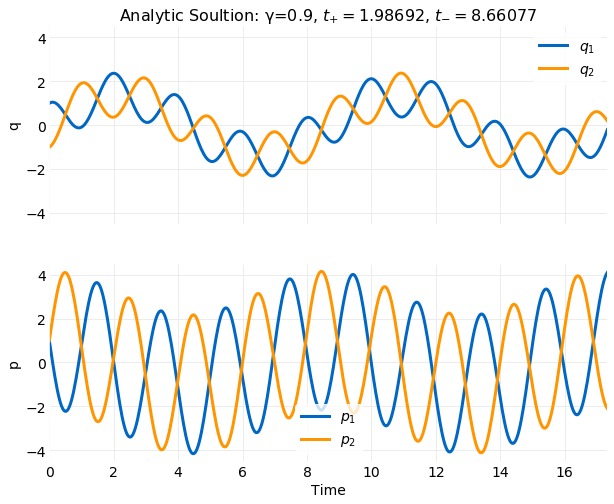 Analytic Soultion: γ=0.9, t₊ = 1.98692, t₋ = 8.66077
4
2
0
−2
−4
q
q₁
q₂
4
2
0
−2
−4
p
p₁
p₂
0 2 4 6 8 10 12 14 16
Time